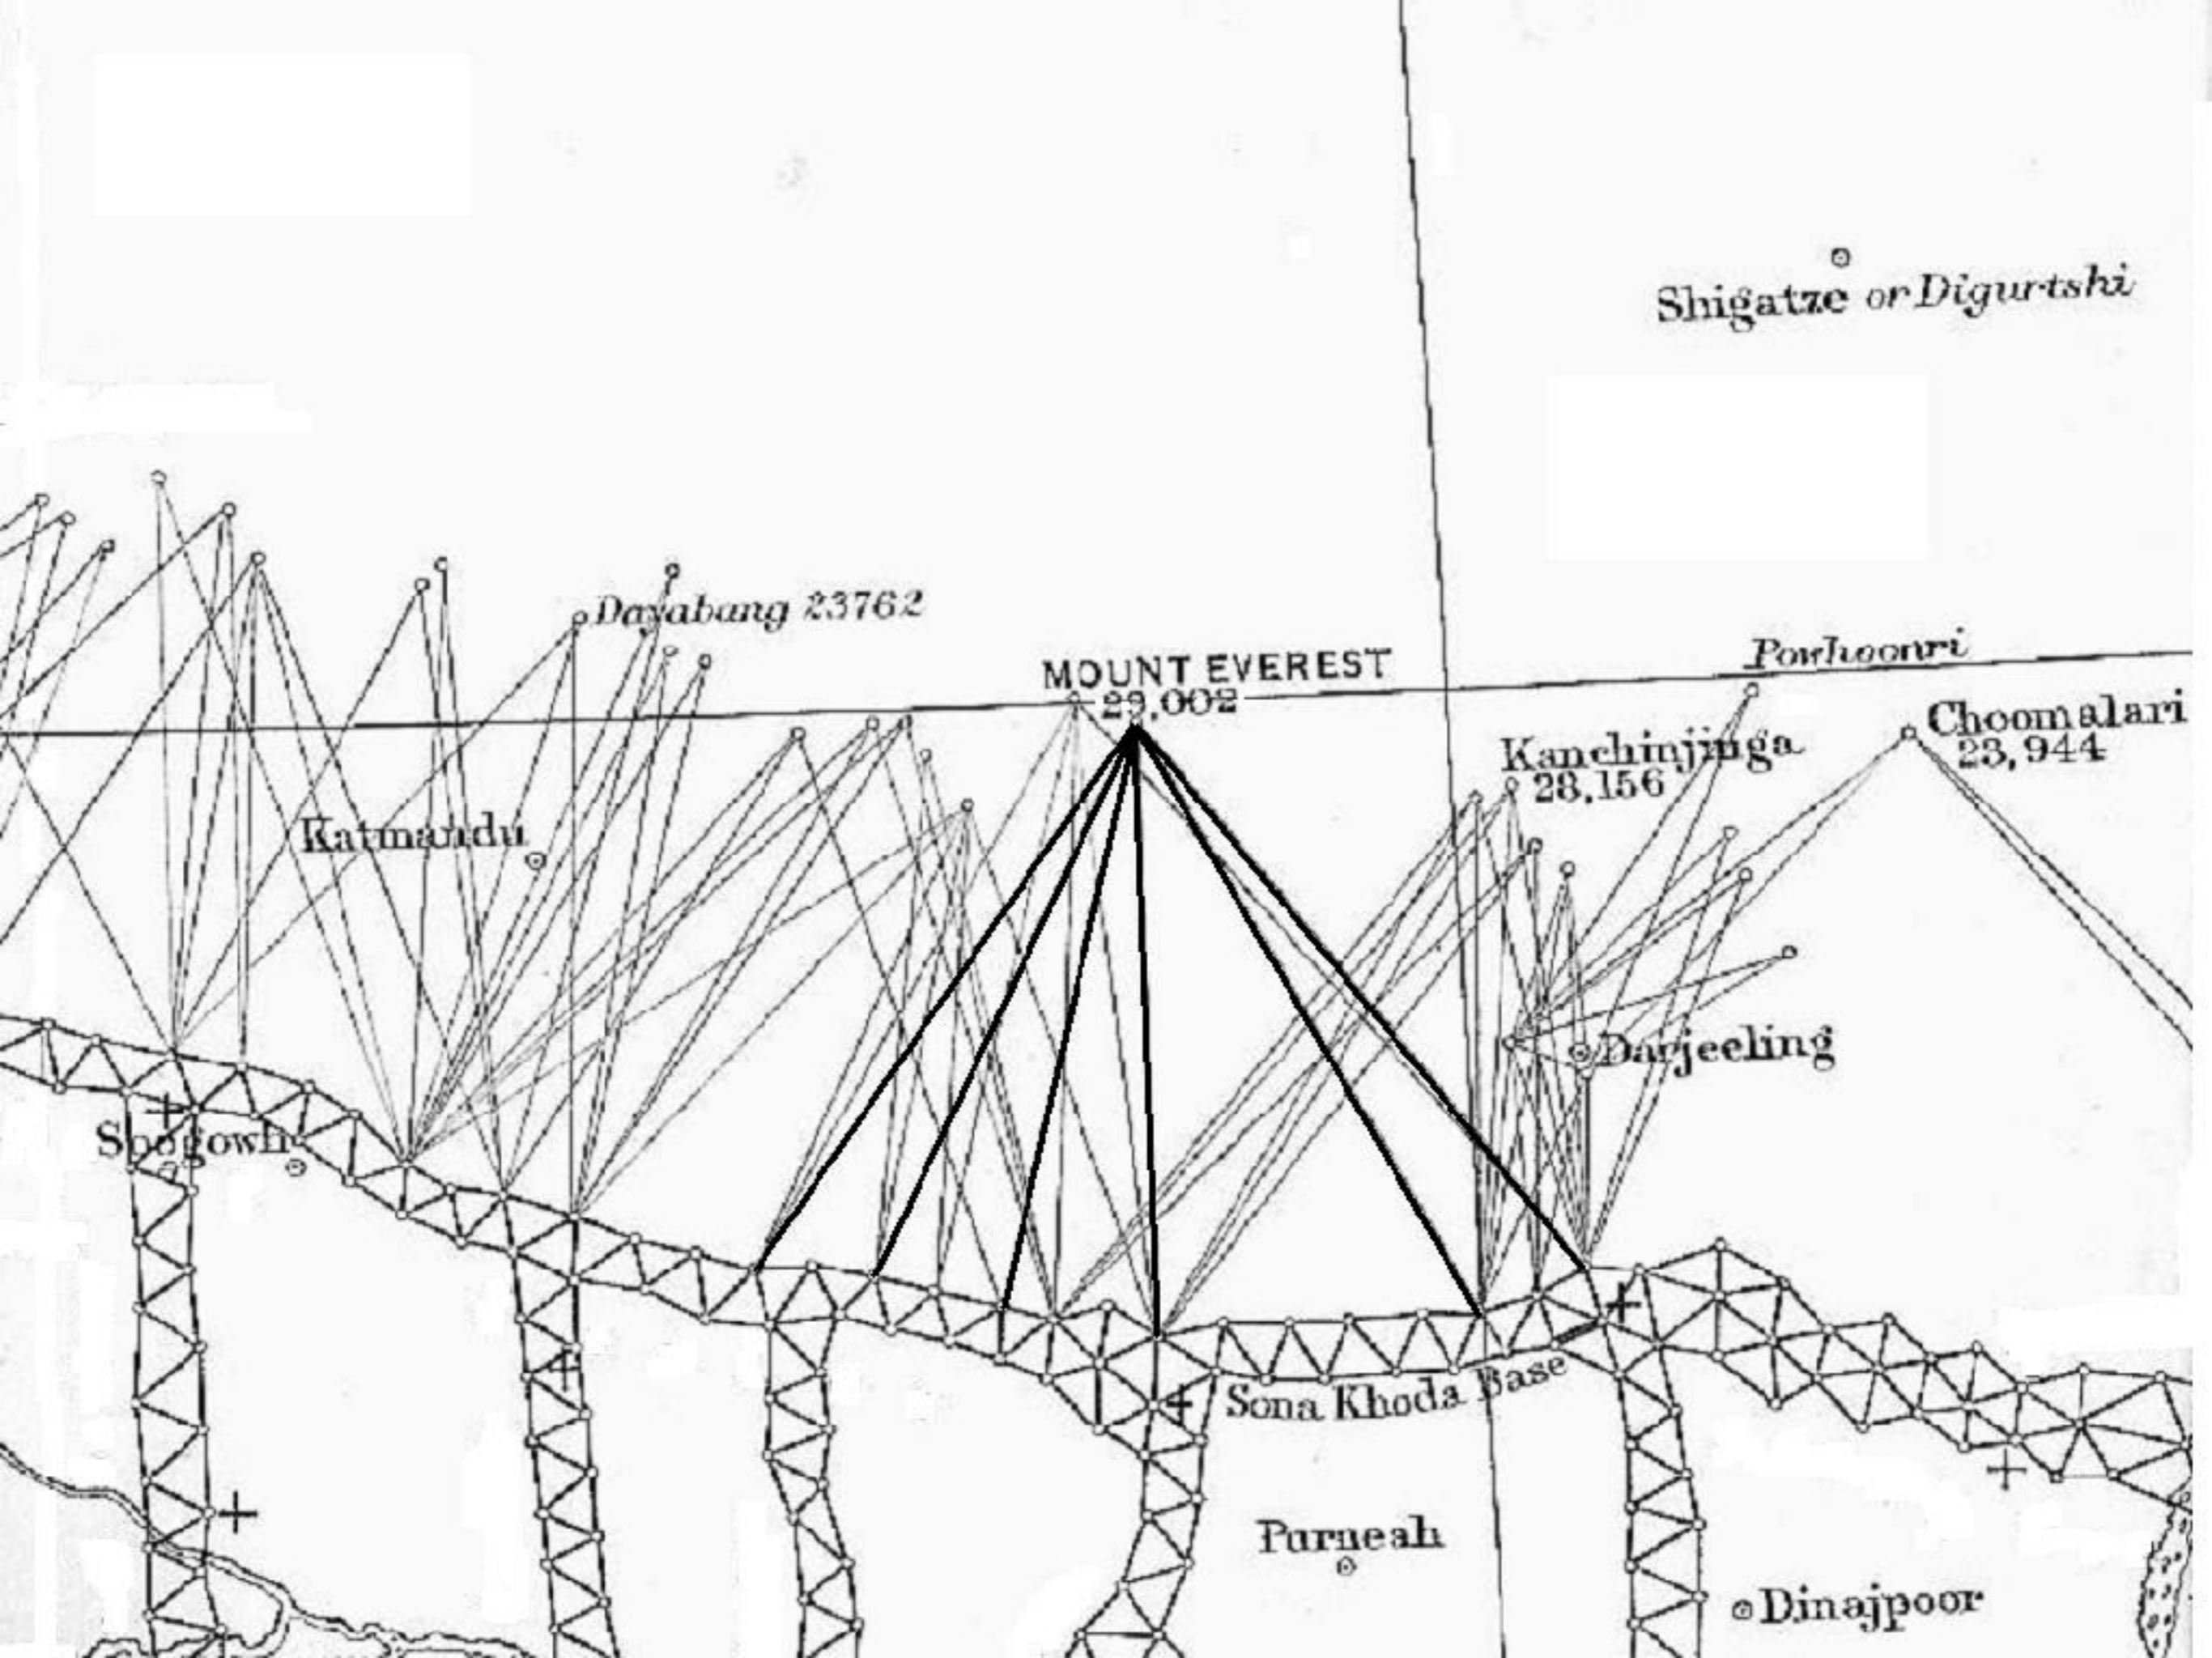 Shigatze or Digurtshi
Dayabang 23762
MOUNT EVEREST
29,002
Powhoonri
Choomalari
23,944
Kanchinjinga
28,156
Katmandu
Darjeeling
Segowli
Sona Khoda Base
Purneah
Dinajpoor